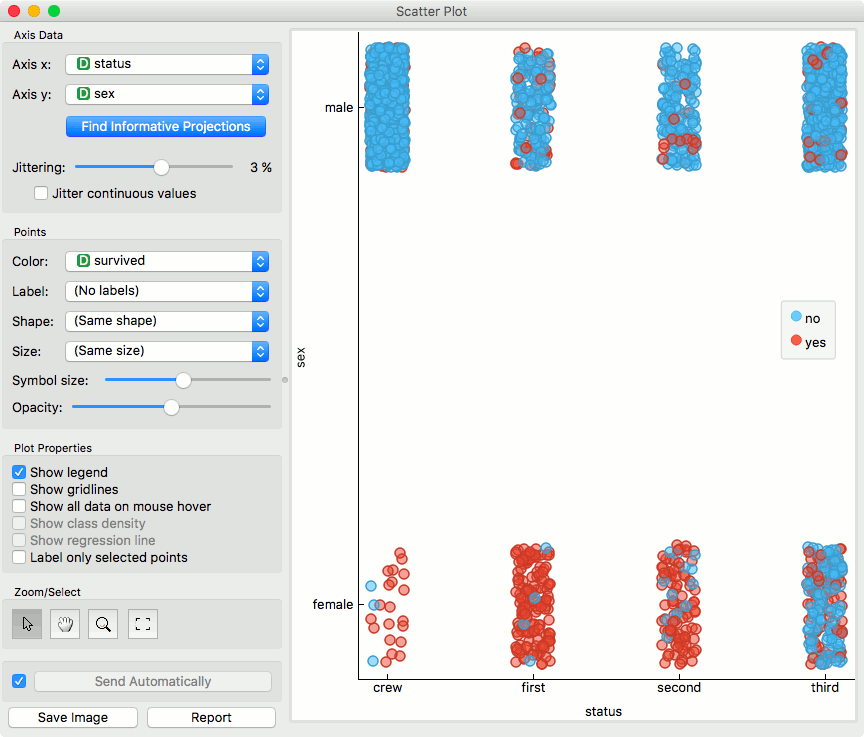 Scatter Plot
Axis Data
Axis x: D status
Axis y: D sex
Find Informative Projections
Jittering: 3 %
Jitter continuous values
Points
Color: D survived
Label: (No labels)
Shape: (Same shape)
Size: (Same size)
Symbol size:
Opacity:
Plot Properties
Show legend
Show gridlines
Show all data on mouse hover
Show class density
Show regression line
Label only selected points
Zoom/Select
Send Automatically
Save Image Report
male
female
sex
no
yes
crew first second third
status